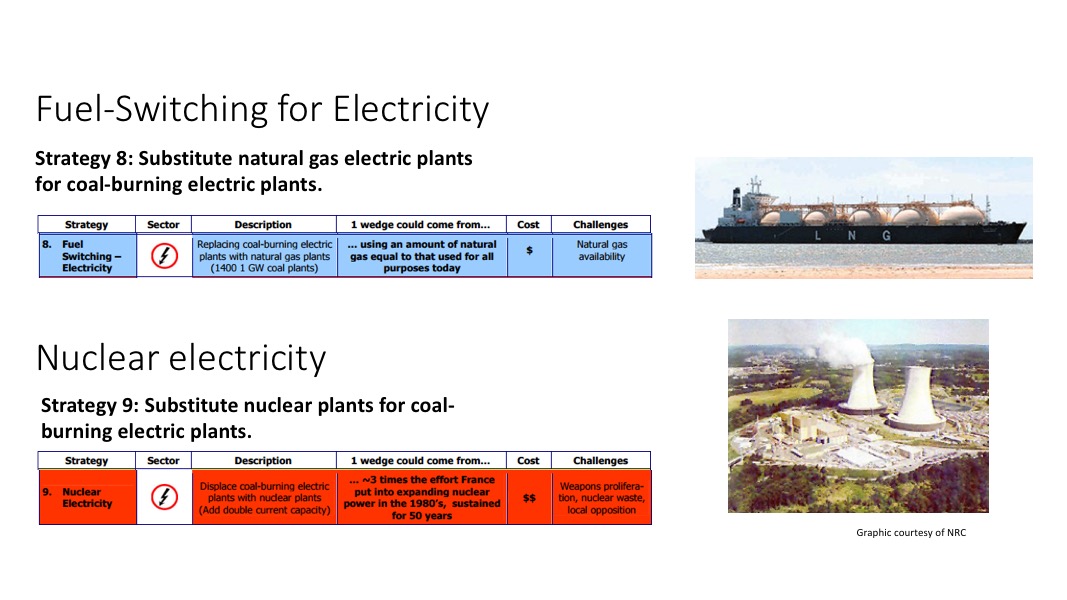 Fuel-Switching for Electricity
Strategy 8: Substitute natural gas electric plants
for coal-burning electric plants.
Strategy Sector Description 1 wedge could come from... Cost Challenges
8. Fuel Switching – Electricity
Replacing coal-burning electric plants with natural gas plants (1400 1 GW coal plants)
... using an amount of natural gas equal to that used for all purposes today
$
Natural gas availability
L N G
Nuclear electricity
Strategy 9: Substitute nuclear plants for coal-
burning electric plants.
Strategy Sector Description 1 wedge could come from... Cost Challenges
9. Nuclear Electricity
Displace coal-burning electric plants with nuclear plants (Add double current capacity)
... ~3 times the effort France put into expanding nuclear power in the 1980's, sustained for 50 years
$$
Weapons prolifera-
tion, nuclear waste,
local opposition
Graphic courtesy of NRC